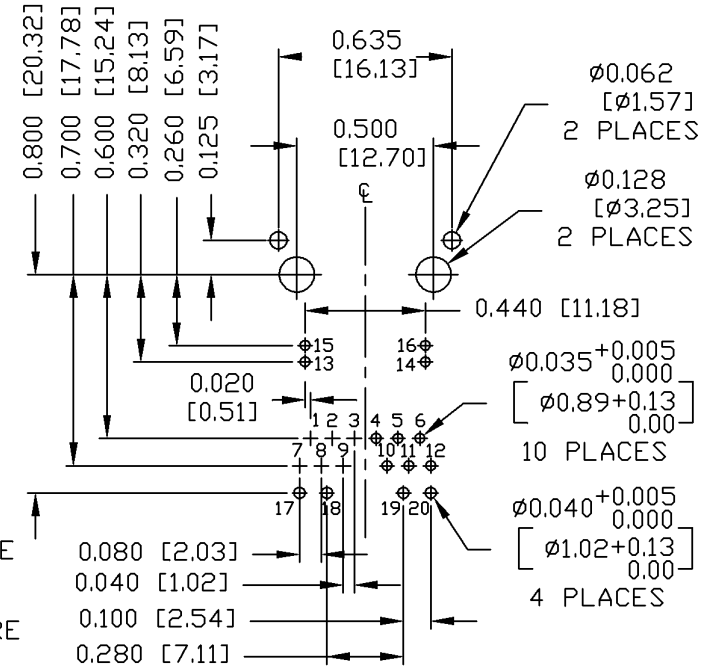 0.800 [20.32]
0.700 [17.78]
0.600 [15.24]
0.320 [8.13]
0.260 [6.59]
0.125 [3.17]
0.635
[16.13]
0.500
[12.70]
℄
ø0.062
[ø1.57]
2 PLACES
ø0.128
[ø3.25]
2 PLACES
0.440 [11.18]
15
16
13
14
0.020
[0.51]
ø0.035+0.005
0.000
[ø0.89+0.13
0.00]
10 PLACES
1 2 3 4 5 6
7 8 9 10 11 12
17 18 19 20
ø0.040+0.005
0.000
[ø1.02+0.13
0.00]
4 PLACES
E
0.080 [2.03]
0.040 [1.02]
RE
0.100 [2.54]
0.280 [7.11]